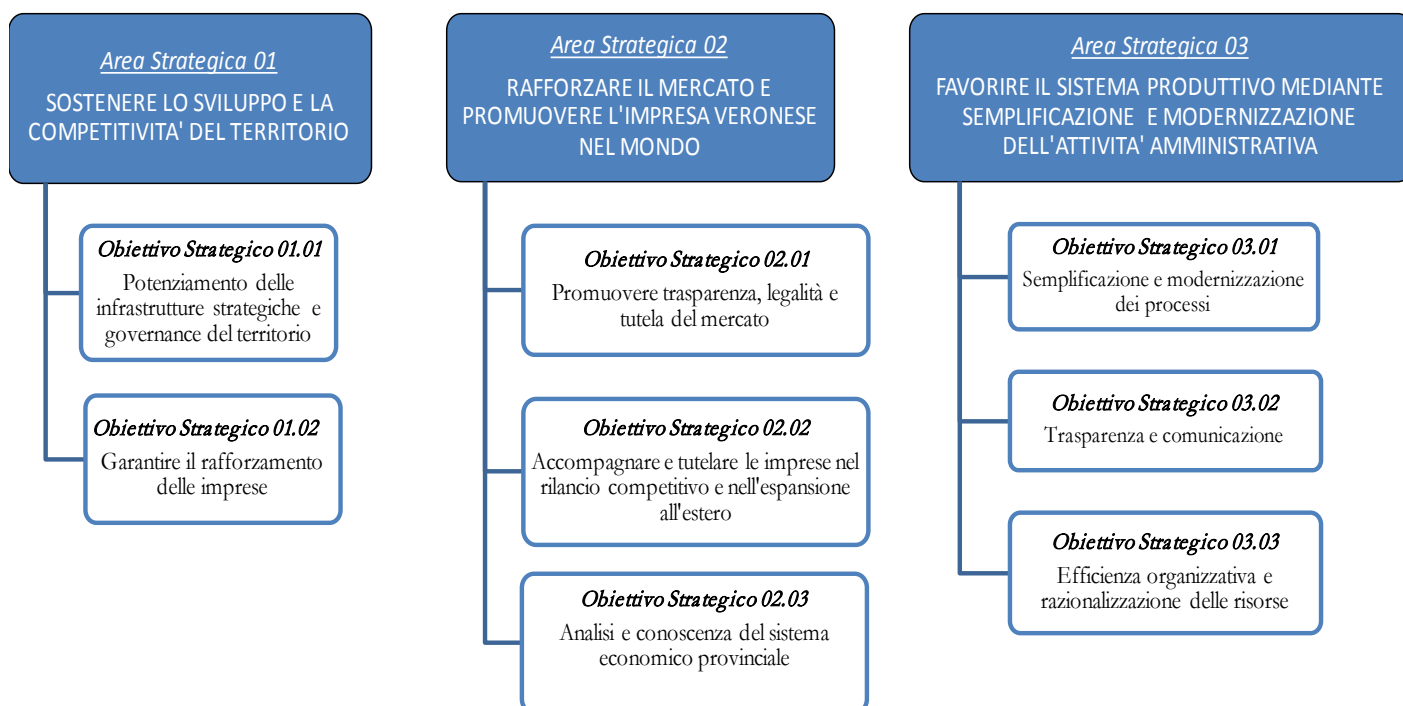 Area Strategica 01
SOSTENERE LO SVILUPPO E LA
COMPETITIVITA' DEL TERRITORIO
Obiettivo Strategico 01.01
Potenziamento delle
infrastrutture strategiche e
governance del territorio
Obiettivo Strategico 01.02
Garantire il rafforzamento
delle imprese
Area Strategica 02
RAFFORZARE IL MERCATO E
PROMUOVERE L'IMPRESA VERONESE
NEL MONDO
Obiettivo Strategico 02.01
Promuovere trasparenza, legalità e
tutela del mercato
Obiettivo Strategico 02.02
Accompagnare e tutelare le imprese nel
rilancio competitivo e nell'espansione
all'estero
Obiettivo Strategico 02.03
Analisi e conoscenza del sistema
economico provinciale
Area Strategica 03
FAVORIRE IL SISTEMA PRODUTTIVO MEDIANTE
SEMPLIFICAZIONE E MODERNIZZAZIONE
DELL'ATTIVITA' AMMINISTRATIVA
Obiettivo Strategico 03.01
Semplificazione e modernizzazione
dei processi
Obiettivo Strategico 03.02
Trasparenza e comunicazione
Obiettivo Strategico 03.03
Efficienza organizzativa e
razionalizzazione delle risorse